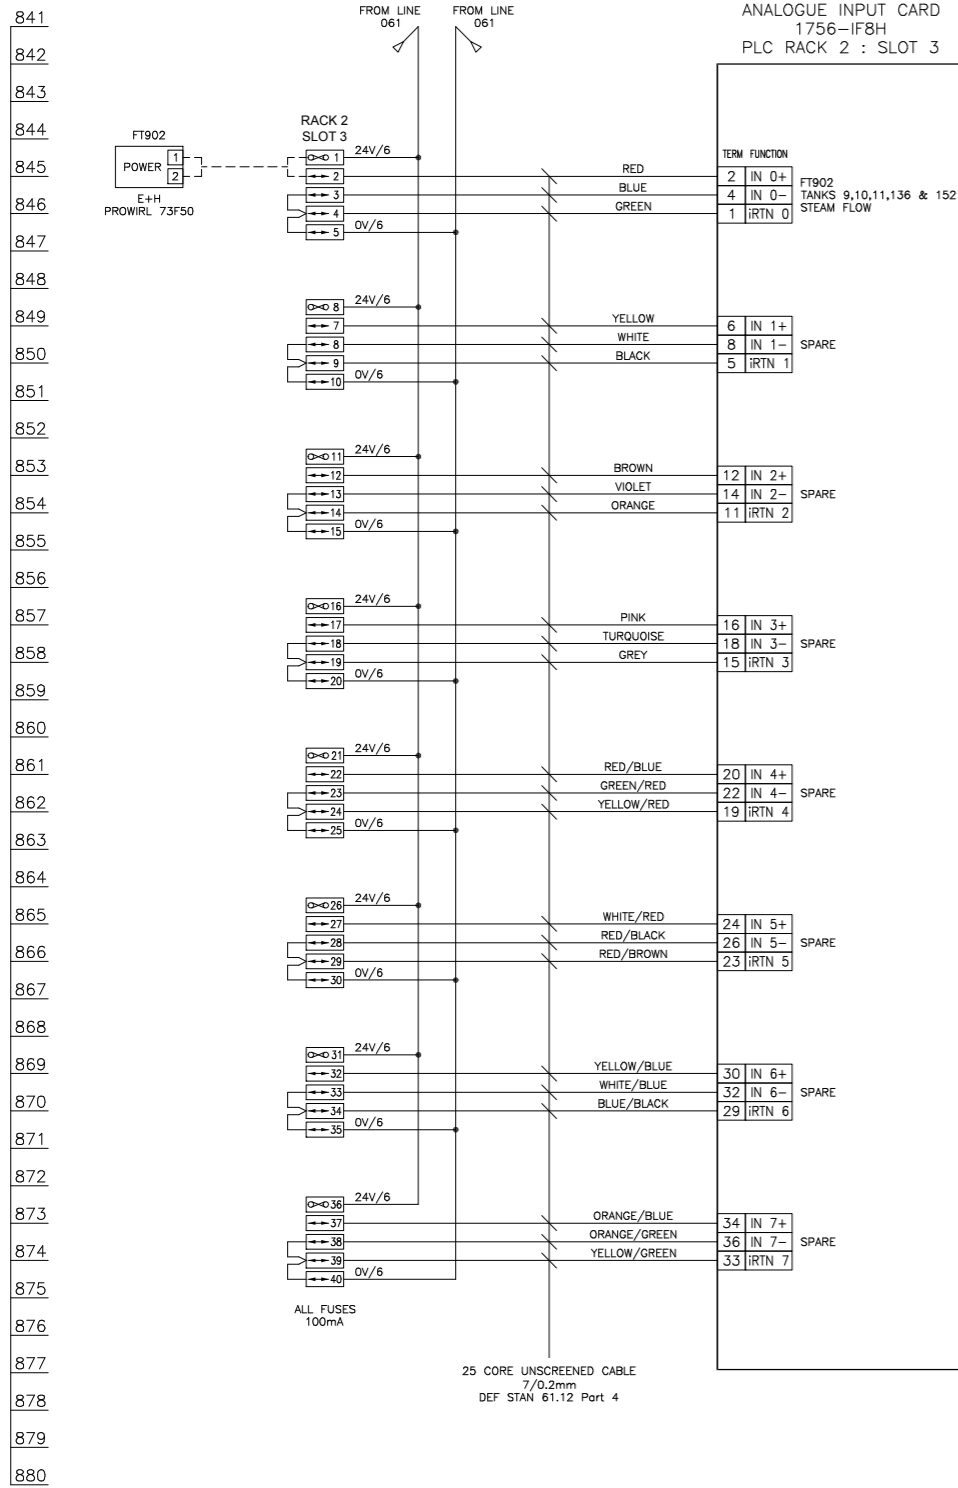 841
842
843
844
845
846
847
848
849
850
851
852
853
854
855
856
857
858
859
860
861
862
863
864
865
866
867
868
869
870
871
872
873
874
875
876
877
878
879
880
FROM LINE
061
FROM LINE
061
ANALOGUE INPUT CARD
1756-IF8H
PLC RACK 2 : SLOT 3
FT902
POWER
1
2
E+H
PROWIRL 73F50
RACK 2
SLOT 3
TERM FUNCTION
1 24V/6
2 RED 2 IN 0+
3 BLUE 4 IN 0-
4 GREEN 1 iRTN 0
5 0V/6
FT902
TANKS 9,10,11,136 & 152
STEAM FLOW
8 24V/6
7 YELLOW 6 IN 1+
8 WHITE 8 IN 1- SPARE
9 BLACK 5 iRTN 1
10 0V/6
11 24V/6
12 BROWN 12 IN 2+
13 VIOLET 14 IN 2- SPARE
14 ORANGE 11 iRTN 2
15 0V/6
16 24V/6
17 PINK 16 IN 3+
18 TURQUOISE 18 IN 3- SPARE
19 GREY 15 iRTN 3
20 0V/6
21 24V/6
22 RED/BLUE 20 IN 4+
23 GREEN/RED 22 IN 4- SPARE
24 YELLOW/RED 19 iRTN 4
25 0V/6
26 24V/6
27 WHITE/RED 24 IN 5+
28 RED/BLACK 26 IN 5- SPARE
29 RED/BROWN 23 iRTN 5
30 0V/6
31 24V/6
32 YELLOW/BLUE 30 IN 6+
33 WHITE/BLUE 32 IN 6- SPARE
34 BLUE/BLACK 29 iRTN 6
35 0V/6
36 24V/6
37 ORANGE/BLUE 34 IN 7+
38 ORANGE/GREEN 36 IN 7- SPARE
39 YELLOW/GREEN 33 iRTN 7
40 0V/6
ALL FUSES
100mA
25 CORE UNSCREENED CABLE
7/0.2mm
DEF STAN 61.12 Part 4